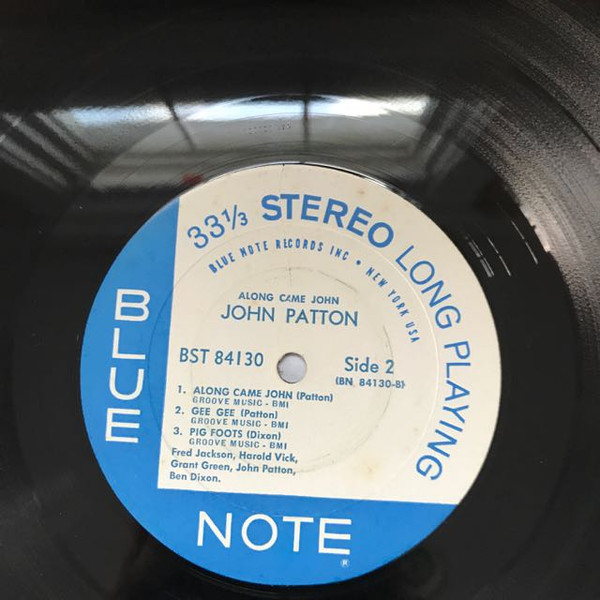 33⅓ STEREO LONG PLAYING
BLUE NOTE RECORDS INC • NEW YORK USA
ALONG CAME JOHN
JOHN PATTON
BST 84130
Side 2
(BN 84130-B)
1. ALONG CAME JOHN (Patton)
GROOVE MUSIC - BMI
2. GEE GEE (Patton)
GROOVE MUSIC - BMI
3. PIG FOOTS (Dixon)
GROOVE MUSIC - BMI
Fred Jackson, Harold Vick,
Grant Green, John Patton,
Ben Dixon.
BLUE
NOTE
®